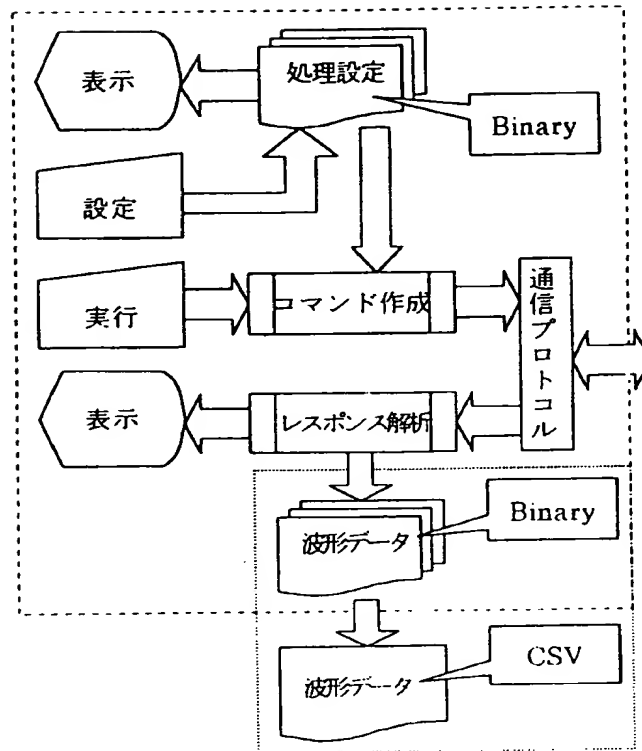 表示
処理設定
Binary
設定
実行
コマンド作成
通信プロトコル
表示
レスポンス解析
波形データ
Binary
波形データ
CSV